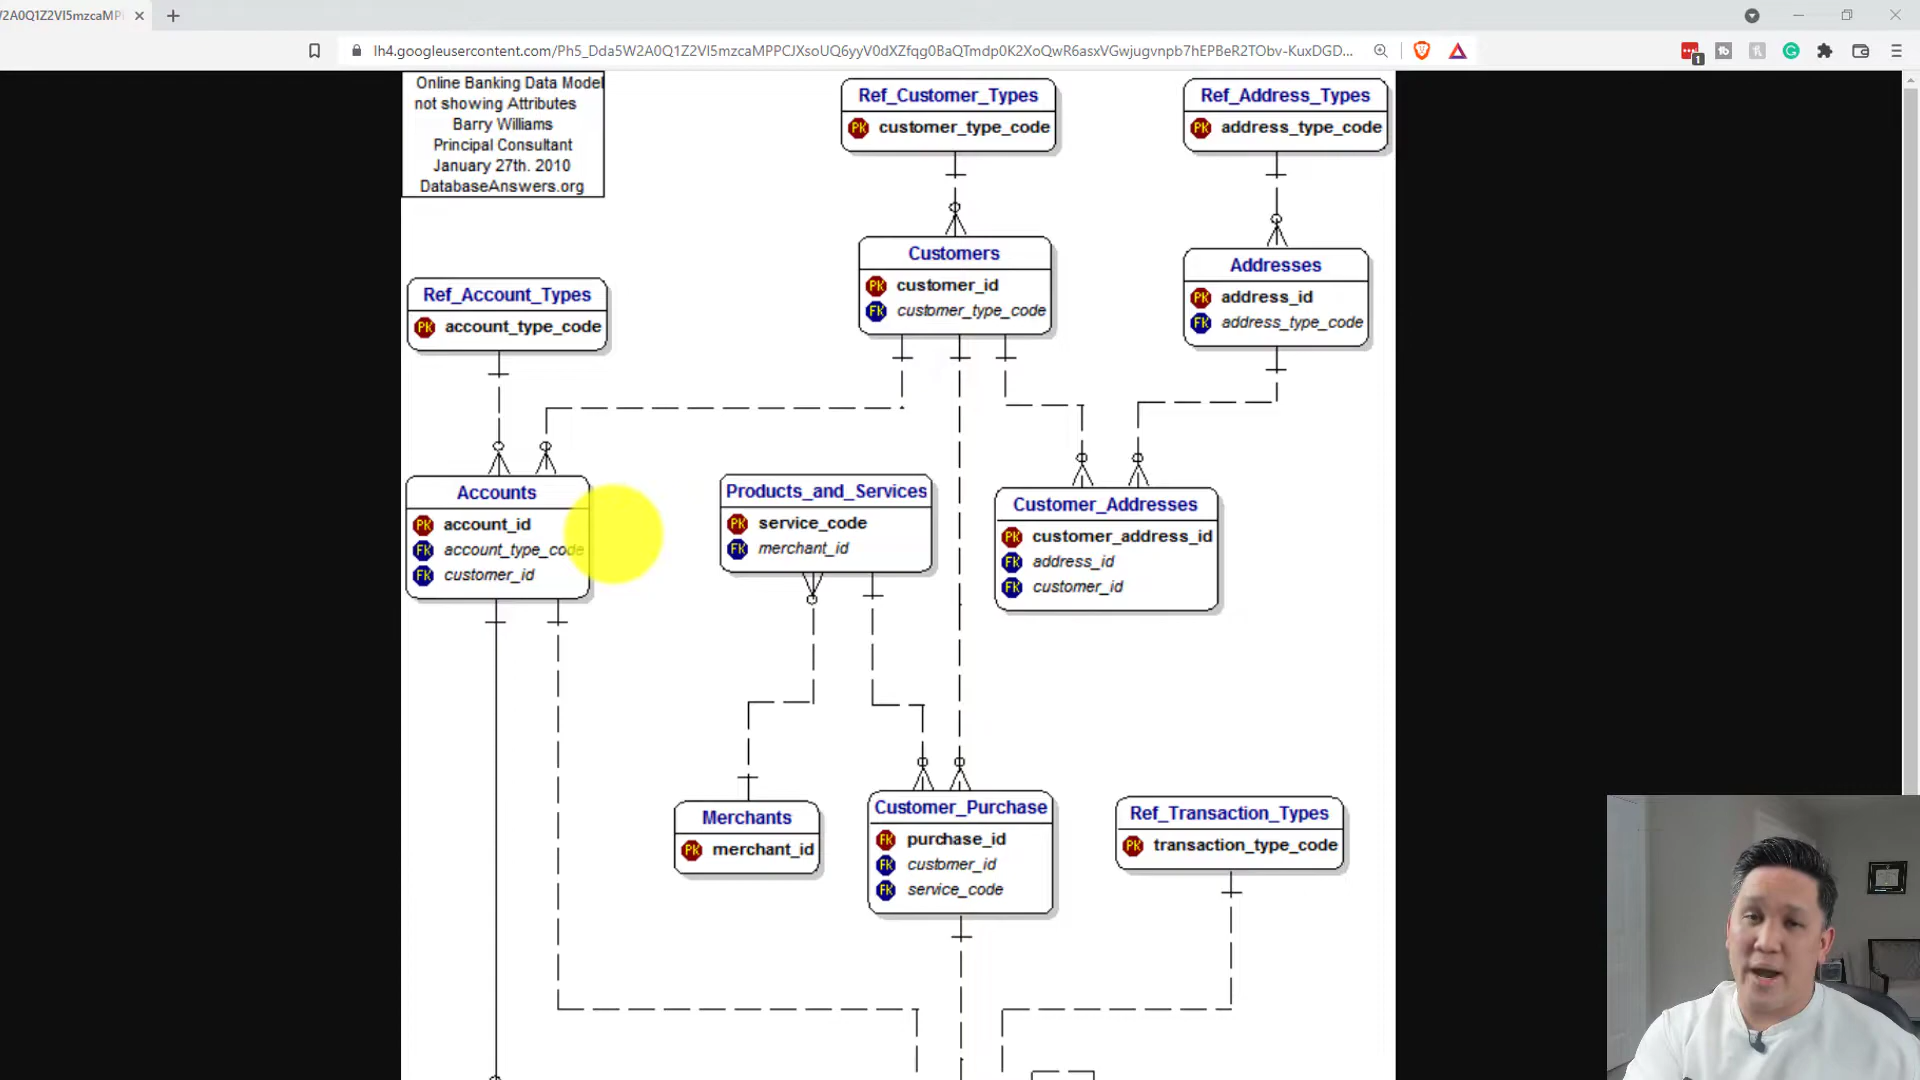 2A0Q1Z2VI5mzcaMP
lh4.googleusercontent.com/Ph5_Dda5W2A0Q1Z2VI5mzcaMPPCJXsoUQ6yyV0dXZfqg0BaQTmdp0K2XoQwR6asxVGwjugvnpb7hEPBeR2TObv-KuxDGD...
1
Online Banking Data Model
not showing Attributes
Barry Williams
Principal Consultant
January 27th. 2010
DatabaseAnswers.org
Ref_Customer_Types
PK customer_type_code
Ref_Address_Types
PK address_type_code
Customers
PK customer_id
FK customer_type_code
Addresses
PK address_id
FK address_type_code
Ref_Account_Types
PK account_type_code
Accounts
PK account_id
FK account_type_code
FK customer_id
Products_and_Services
PK service_code
FK merchant_id
Customer_Addresses
PK customer_address_id
FK address_id
FK customer_id
Merchants
PK merchant_id
Customer_Purchase
PK purchase_id
FK customer_id
FK service_code
Ref_Transaction_Types
PK transaction_type_code